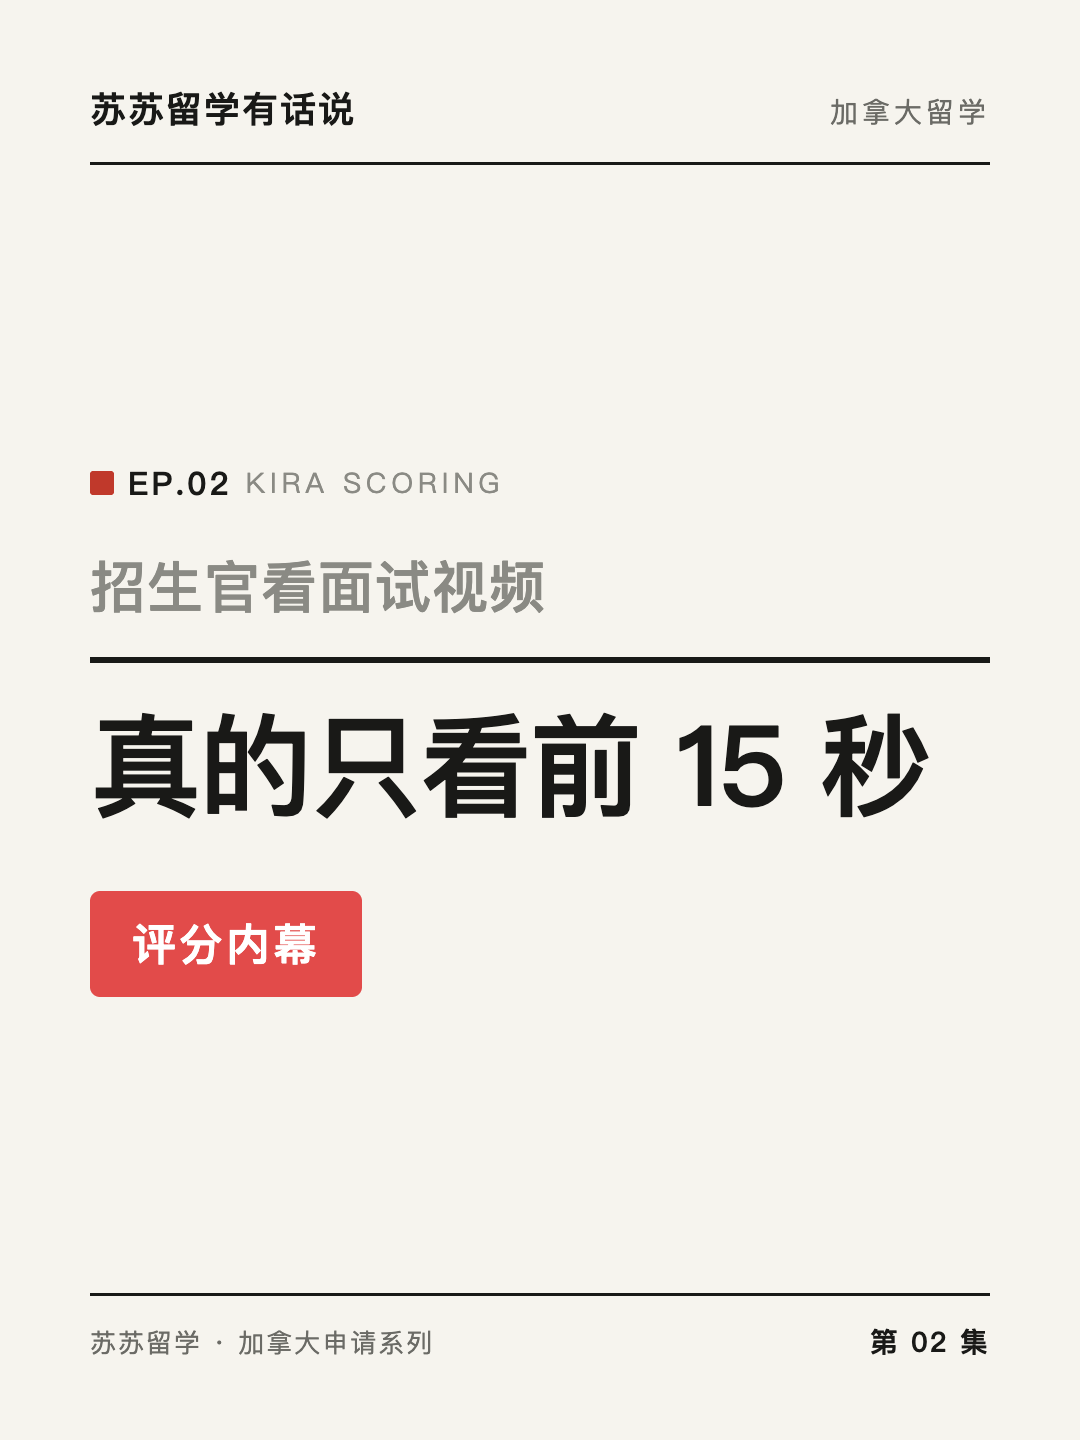 苏苏留学有话说
加拿大留学
EP.02 KIRA SCORING
招生官看面试视频
真的只看前 15 秒
评分内幕
苏苏留学 · 加拿大申请系列
第 02 集